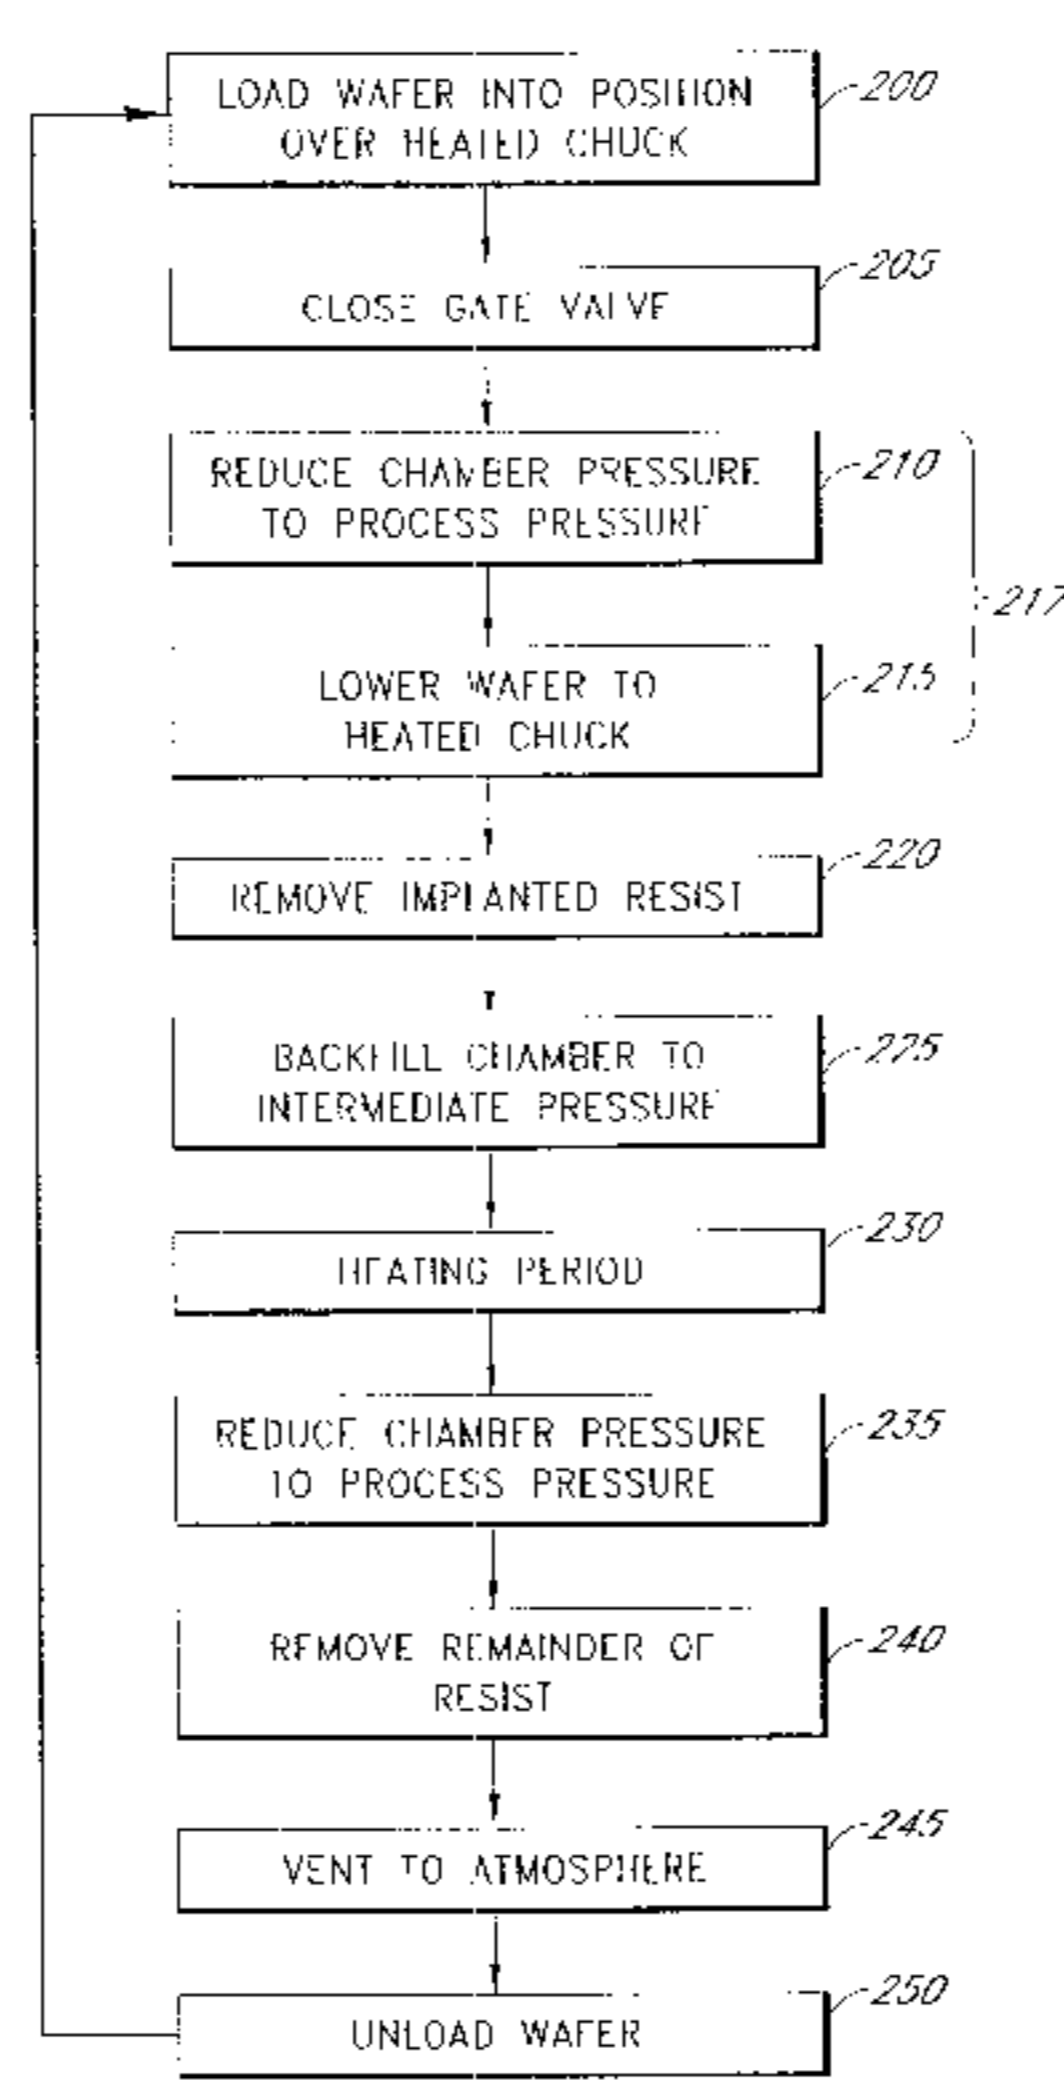 LOAD WAFER INTO POSITION
OVER HEATED CHUCK
200
CLOSE GATE VALVE
205
REDUCE CHAMBER PRESSURE
TO PROCESS PRESSURE
210
217
LOWER WAFER TO
HEATED CHUCK
215
REMOVE IMPLANTED RESIST
220
BACKFILL CHAMBER TO
INTERMEDIATE PRESSURE
225
HEATING PERIOD
230
REDUCE CHAMBER PRESSURE
TO PROCESS PRESSURE
235
REMOVE REMAINDER OF
RESIST
240
VENT TO ATMOSPHERE
245
UNLOAD WAFER
250